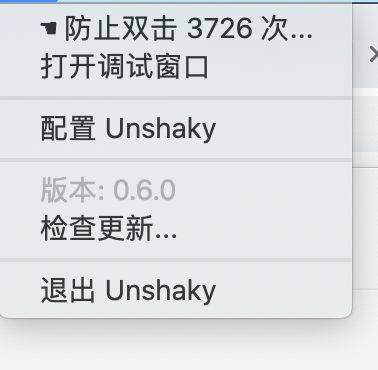 ☚ 防止双击 3726 次...
打开调试窗口
配置 Unshaky
版本: 0.6.0
检查更新...
退出 Unshaky